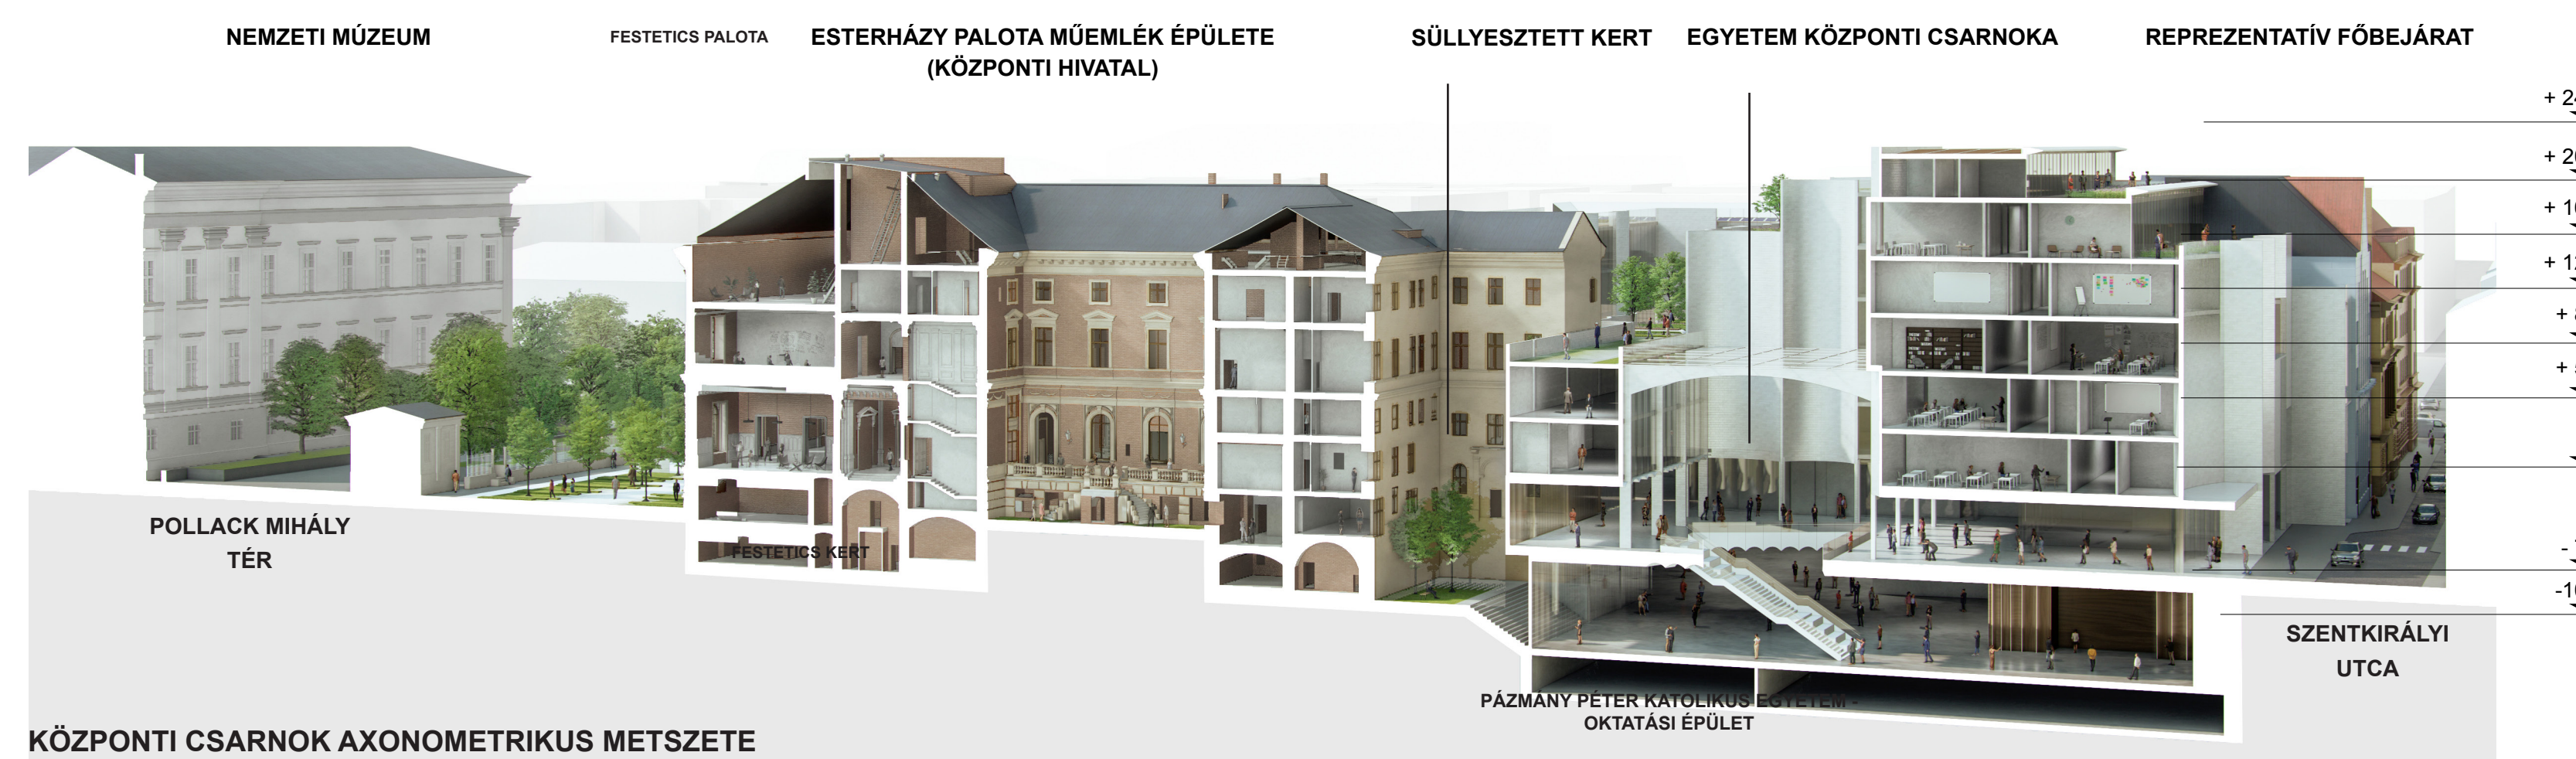 NEMZETI MÚZEUM
FESTETICS PALOTA
ESTERHÁZY PALOTA MŰEMLÉK ÉPÜLETE
(KÖZPONTI HIVATAL)
SÜLLYESZTETT KERT
EGYETEM KÖZPONTI CSARNOKA
REPREZENTATÍV FŐBEJÁRAT
POLLACK MIHÁLY
TÉR
FESTETICS KERT
SZENTKIRÁLYI
UTCA
PÁZMÁNY PÉTER KATOLIKUS EGYETEM -
OKTATÁSI ÉPÜLET
KÖZPONTI CSARNOK AXONOMETRIKUS METSZETE